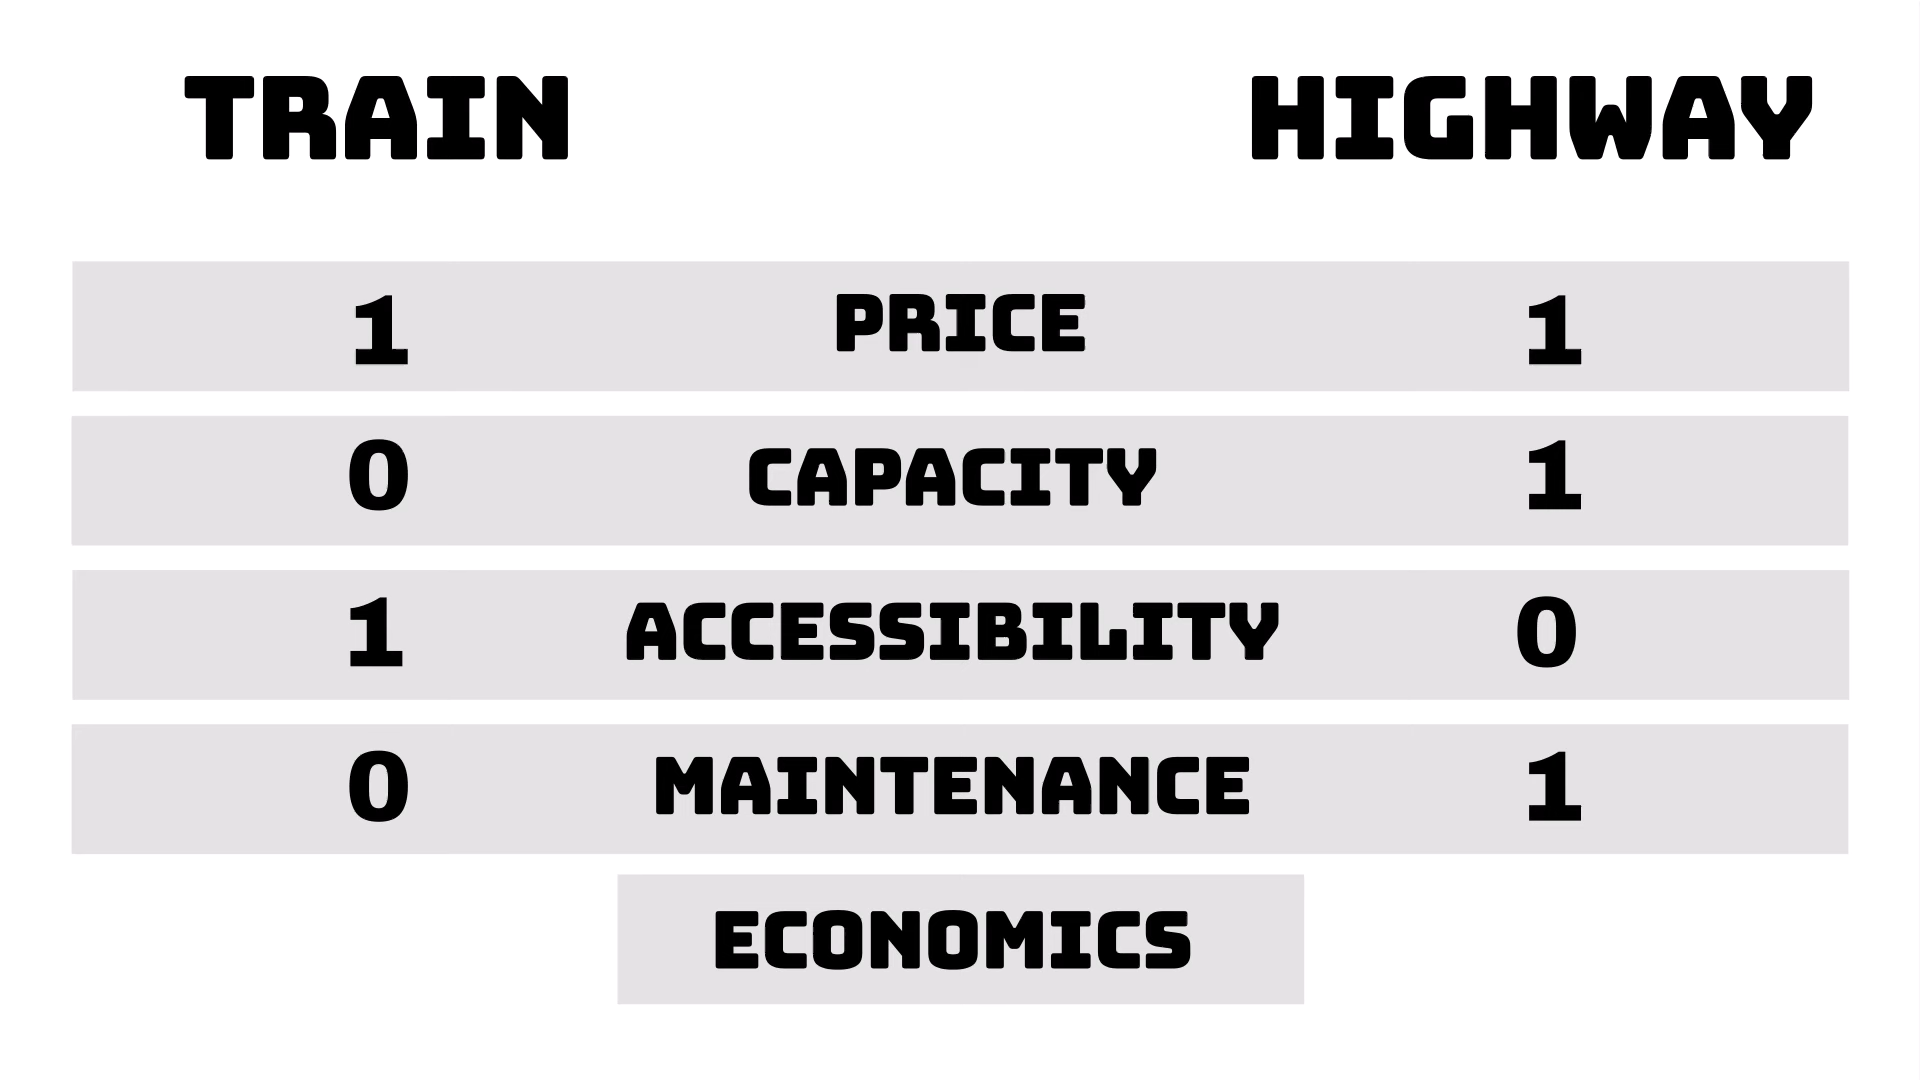 TRAIN HIGHWAY
1 PRICE 1
0 CAPACITY 1
1 ACCESSIBILITY 0
0 MAINTENANCE 1
ECONOMICS